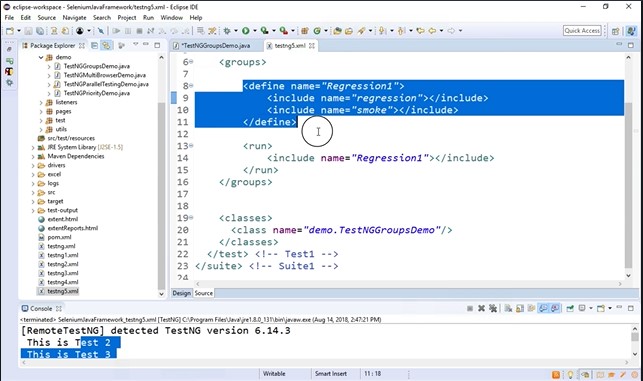 eclipse-workspace - SeleniumJavaFramework/testng5.xml - Eclipse IDE
File Edit Source Navigate Search Project Run Design Window Help
Quick Access
Package Explorer
demo
TestNGGroupsDemo.java
TestNGMultiBrowserDemo.java
TestNGParallelTestingDemo.java
TestNGPriorityDemo.java
listeners
pages
test
utils
src/test/resources
JRE System Library [J2SE-1.5]
Maven Dependencies
drivers
excel
logs
src
target
test-output
extent.html
extentReports.html
pom.xml
testng.xml
testng1.xml
testng2.xml
testng3.xml
testng4.xml
testng5.xml
*TestNGGroupsDemo.java
testng5.xml
6 <groups>
7
8 <define name="Regression1">
9 <include name="regression"></include>
10 <include name="smoke"></include>
11 </define>
12
13 <run>
14 <include name="Regression1"></include>
15 </run>
16 </groups>
17
18
19 <classes>
20 <class name="demo.TestNGGroupsDemo"/>
21 </classes>
22 </test> <!-- Test1 -->
23 </suite> <!-- Suite1 -->
24
Design Source
Console
<terminated> SeleniumJavaFramework_testng5.xml [TestNG] C:\Program Files\Java\jre1.8.0_131\bin\javaw.exe (Aug 14, 2018, 2:47:21 PM)
[RemoteTestNG] detected TestNG version 6.14.3
This is Test 2
This is Test 3
Writable
Smart Insert
11 : 18